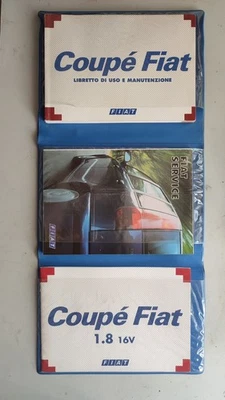 Coupé Fiat
LIBRETTO DI USO E MANUTENZIONE
FIAT
FIAT
SERVICE
FIAT
Coupé Fiat
1.8 16V
FIAT